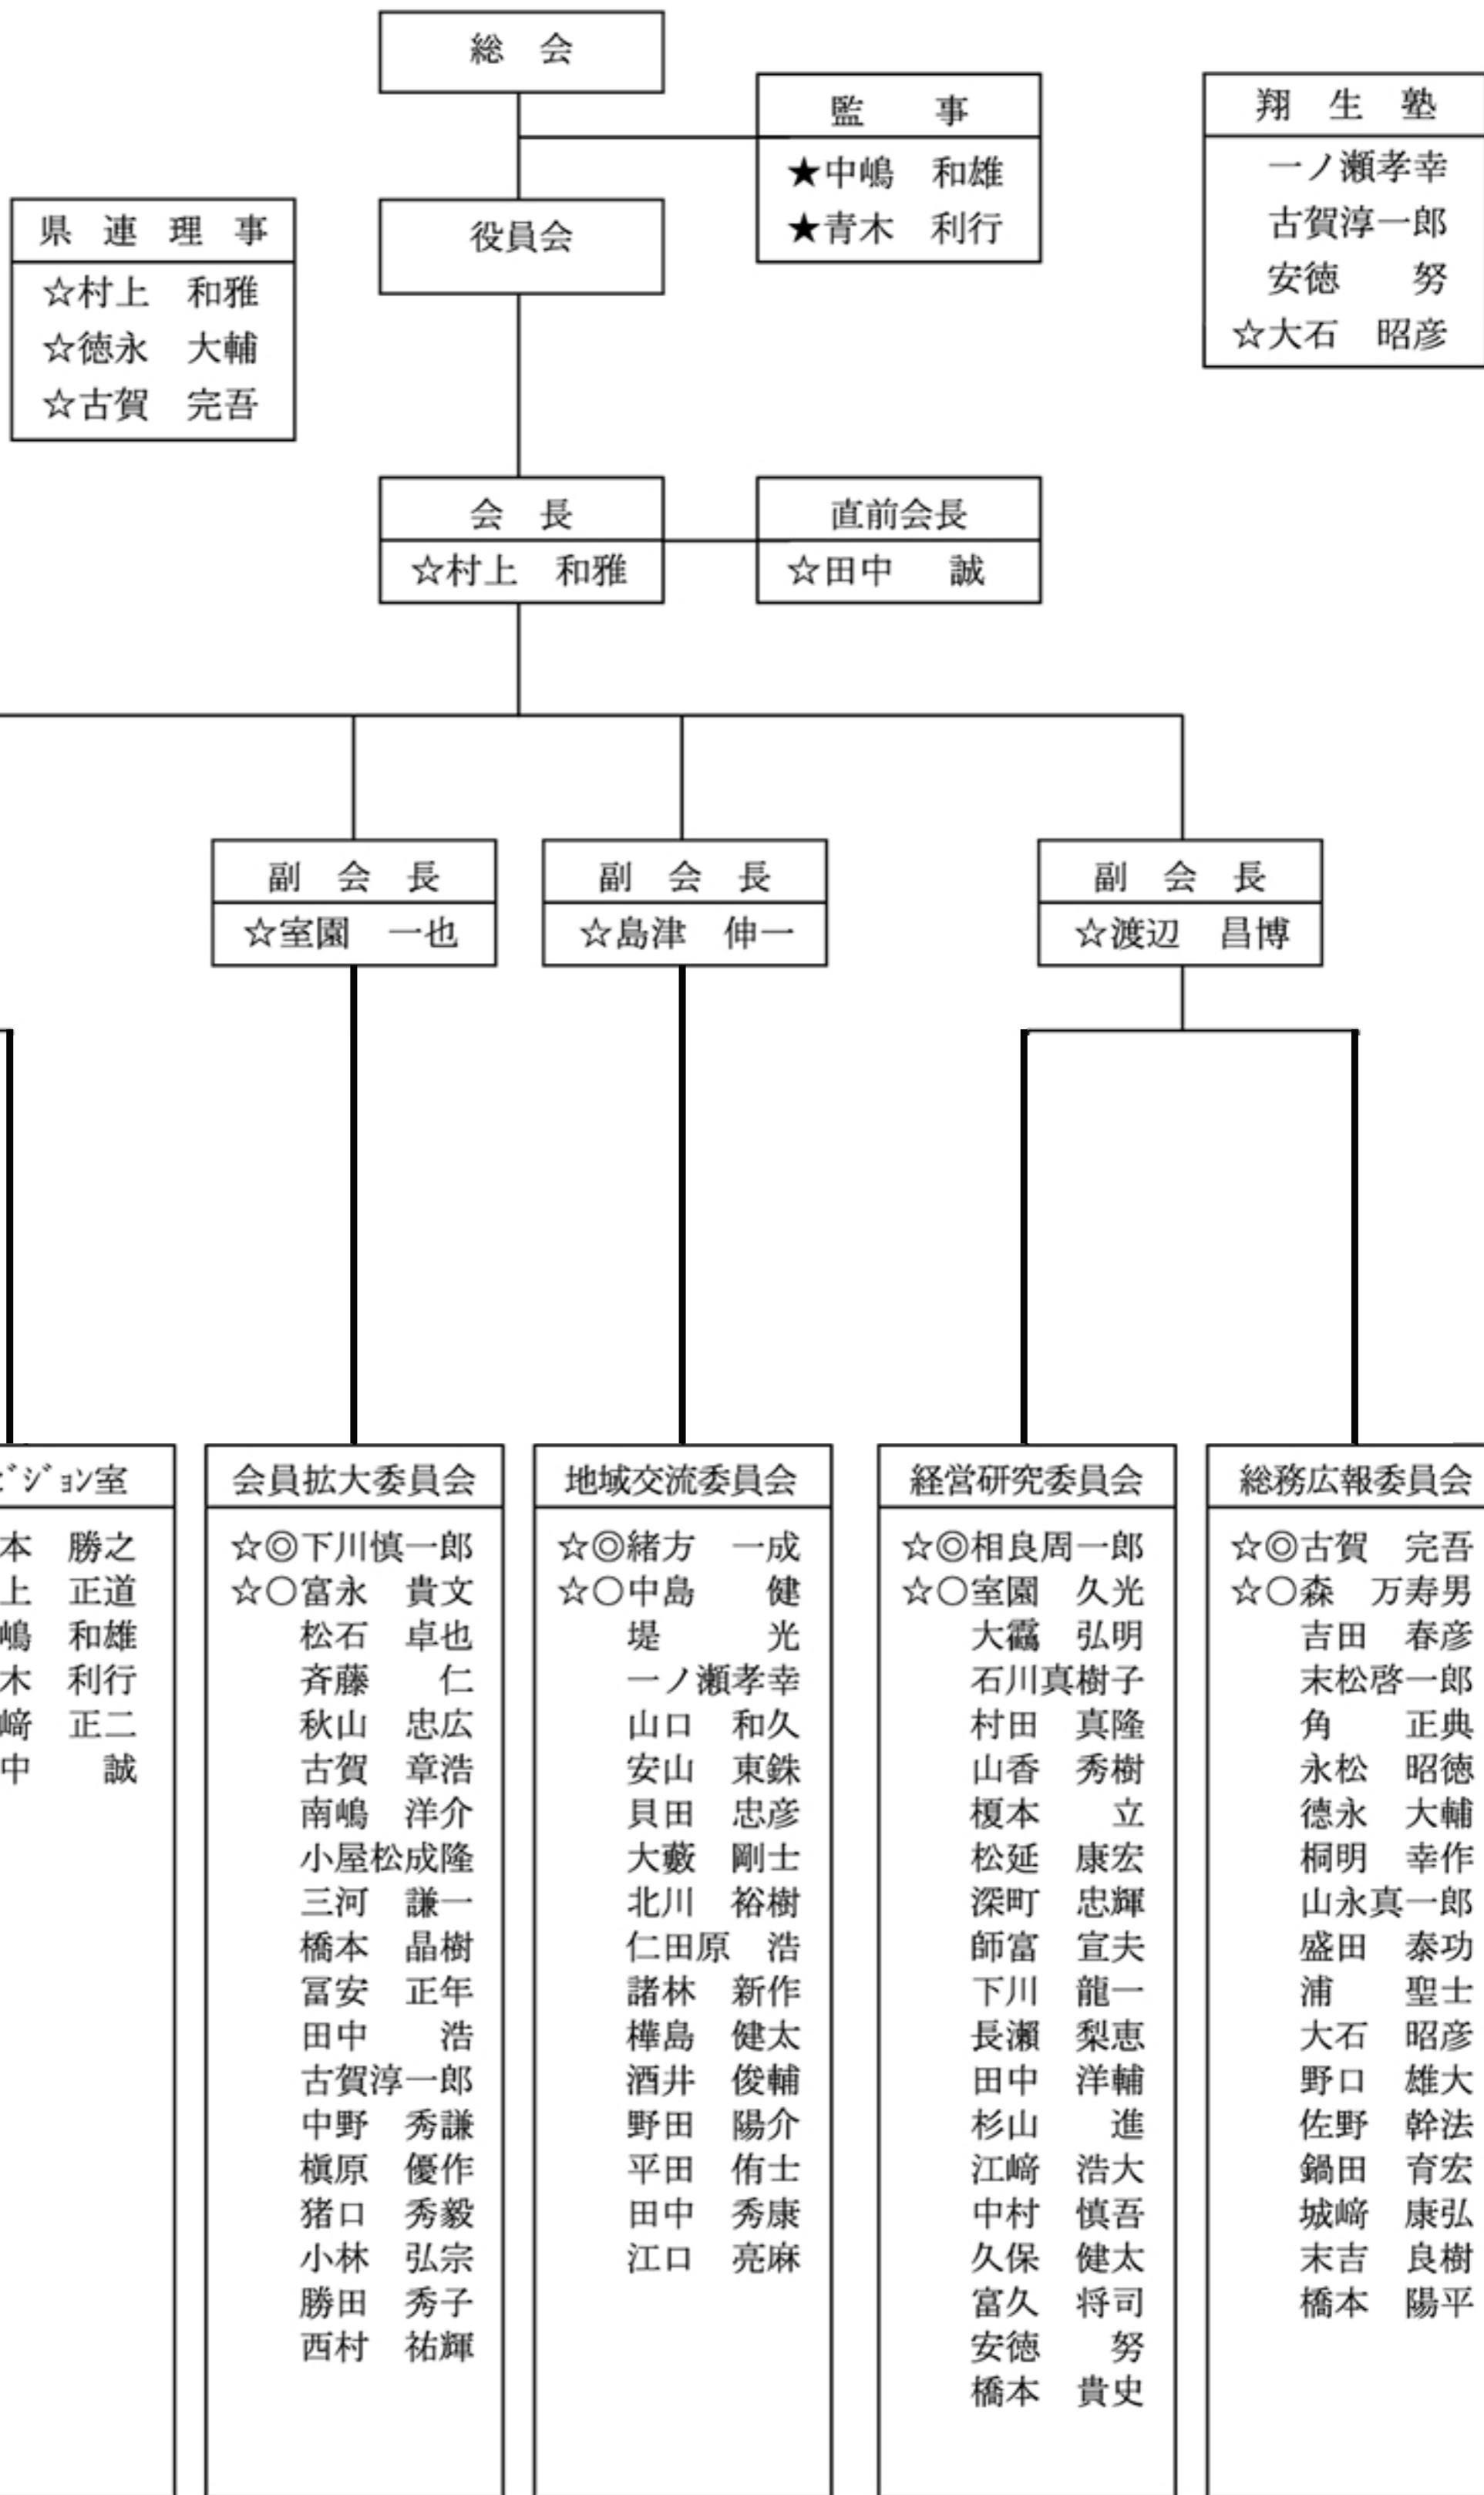 総　会
監　　事
★中嶋　和雄
★青木　利行
翔　生　塾
一ノ瀬孝幸
古賀淳一郎
安徳　　努
☆大石　昭彦
県　連　理　事
☆村上　和雅
☆徳永　大輔
☆古賀　完吾
役員会
会　長
☆村上　和雅
直前会長
☆田中　誠
副　会　長
☆室園　一也
副　会　長
☆島津　伸一
副　会　長
☆渡辺　昌博
ﾋﾞｼﾞｮﾝ室
本　勝之
上　正道
嶋　和雄
木　利行
﨑　正二
中　　誠
会員拡大委員会
☆◎下川慎一郎
☆○富永　貴文
松石　卓也
斉藤　　仁
秋山　忠広
古賀　章浩
南嶋　洋介
小屋松成隆
三河　謙一
橋本　晶樹
冨安　正年
田中　　浩
古賀淳一郎
中野　秀謙
槇原　優作
猪口　秀毅
小林　弘宗
勝田　秀子
西村　祐輝
地域交流委員会
☆◎緒方　一成
☆○中島　　健
堤　　　光
一ノ瀬孝幸
山口　和久
安山　東銖
貝田　忠彦
大藪　剛士
北川　裕樹
仁田原　浩
諸林　新作
樺島　健太
酒井　俊輔
野田　陽介
平田　侑士
田中　秀康
江口　亮麻
経営研究委員会
☆◎相良周一郎
☆○室園　久光
大靏　弘明
石川真樹子
村田　真隆
山香　秀樹
榎本　　立
松延　康宏
深町　忠輝
師富　宣夫
下川　龍一
長瀬　梨恵
田中　洋輔
杉山　　進
江﨑　浩大
中村　慎吾
久保　健太
富久　将司
安徳　　努
橋本　貴史
総務広報委員会
☆◎古賀　完吾
☆○森　万寿男
吉田　春彦
末松啓一郎
角　　正典
永松　昭徳
徳永　大輔
桐明　幸作
山永真一郎
盛田　泰功
浦　　聖士
大石　昭彦
野口　雄大
佐野　幹法
鍋田　育宏
城﨑　康弘
末吉　良樹
橋本　陽平